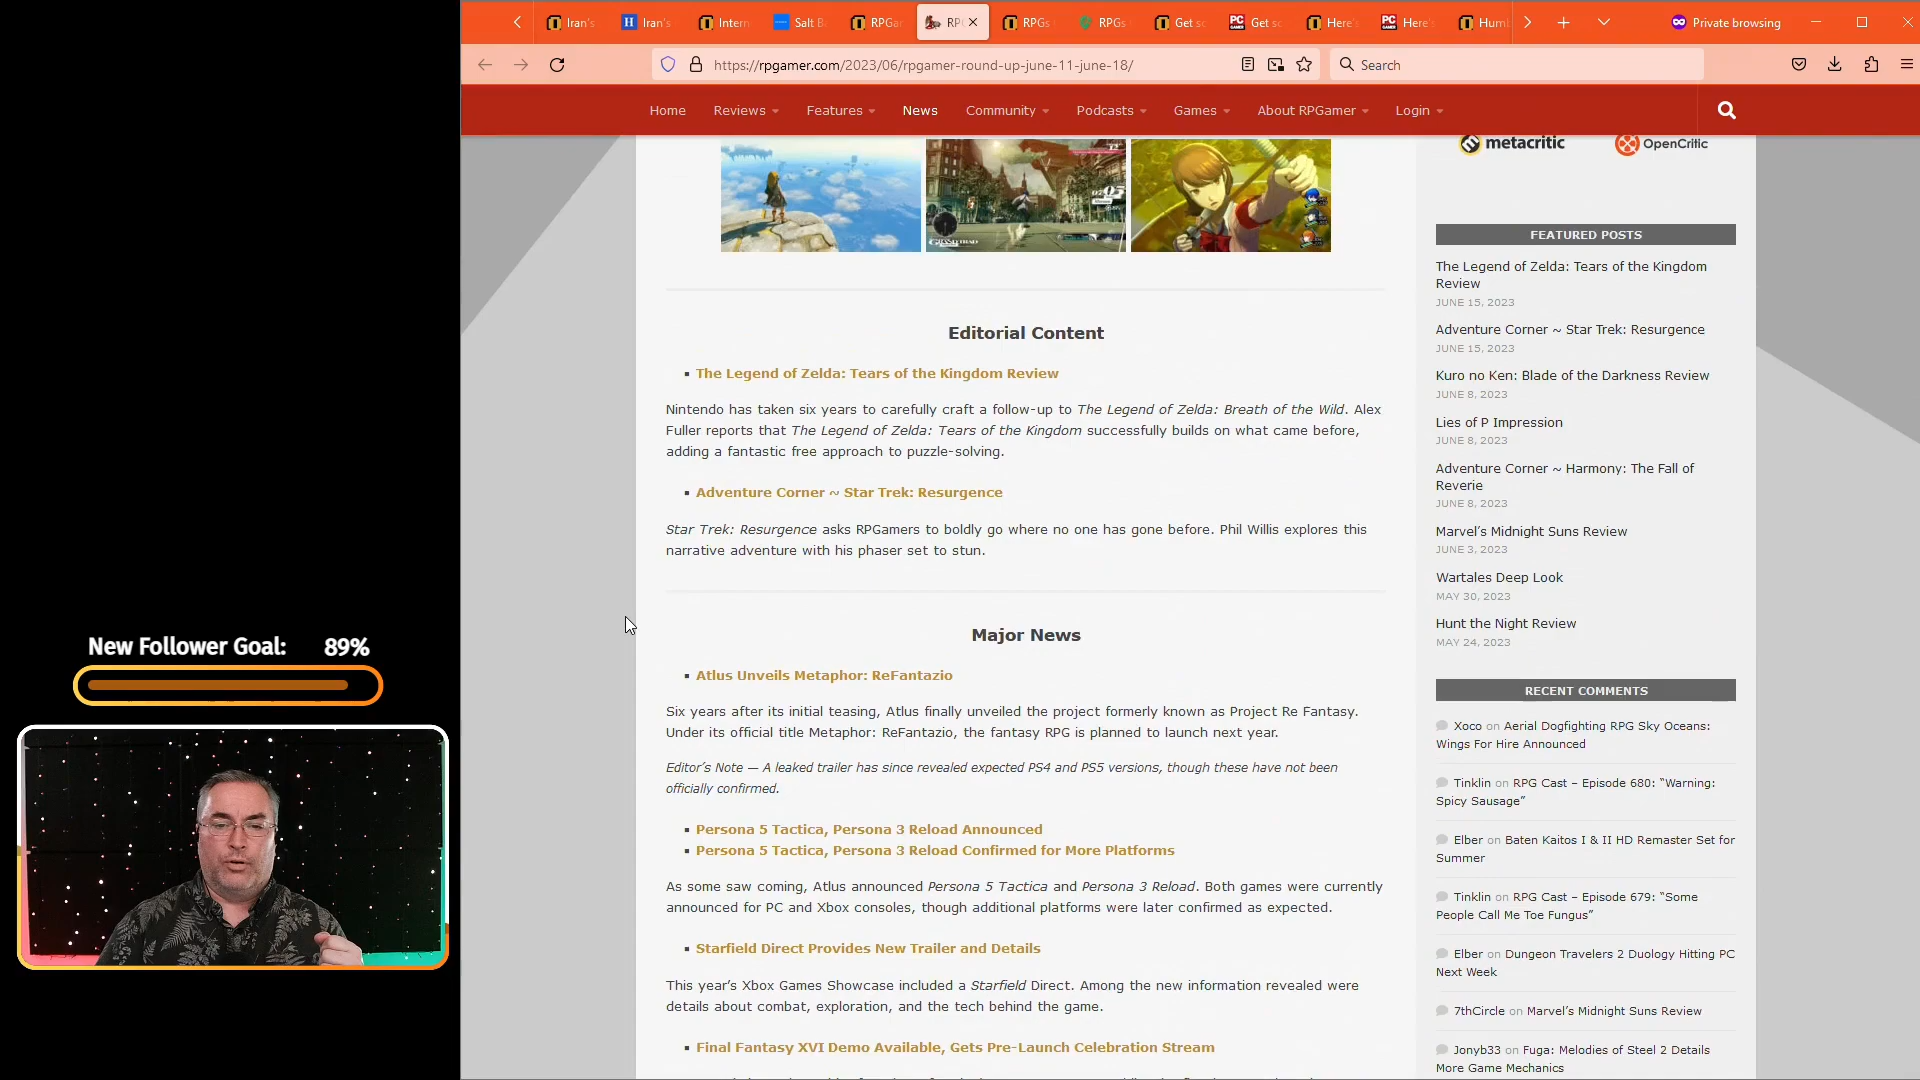 Iran's
Iran's
Intern
Salt B
RPGar
RPG
RPGs
RPGs
Get sc
Get sc
Here'
Here's
Hum
Private browsing
https://rpgamer.com/2023/06/rpgamer-round-up-june-11-june-18/
Search
Home
Reviews
Features
News
Community
Podcasts
Games
About RPGamer
Login
metacritic
OpenCritic
Editorial Content
▪ The Legend of Zelda: Tears of the Kingdom Review
Nintendo has taken six years to carefully craft a follow-up to The Legend of Zelda: Breath of the Wild. Alex
Fuller reports that The Legend of Zelda: Tears of the Kingdom successfully builds on what came before,
adding a fantastic free approach to puzzle-solving.
▪ Adventure Corner ~ Star Trek: Resurgence
Star Trek: Resurgence asks RPGamers to boldly go where no one has gone before. Phil Willis explores this
narrative adventure with his phaser set to stun.
Major News
▪ Atlus Unveils Metaphor: ReFantazio
Six years after its initial teasing, Atlus finally unveiled the project formerly known as Project Re Fantasy.
Under its official title Metaphor: ReFantazio, the fantasy RPG is planned to launch next year.
Editor's Note — A leaked trailer has since revealed expected PS4 and PS5 versions, though these have not been
officially confirmed.
▪ Persona 5 Tactica, Persona 3 Reload Announced
▪ Persona 5 Tactica, Persona 3 Reload Confirmed for More Platforms
As some saw coming, Atlus announced Persona 5 Tactica and Persona 3 Reload. Both games were currently
announced for PC and Xbox consoles, though additional platforms were later confirmed as expected.
▪ Starfield Direct Provides New Trailer and Details
This year's Xbox Games Showcase included a Starfield Direct. Among the new information revealed were
details about combat, exploration, and the tech behind the game.
▪ Final Fantasy XVI Demo Available, Gets Pre-Launch Celebration Stream
FEATURED POSTS
The Legend of Zelda: Tears of the Kingdom
Review
JUNE 15, 2023
Adventure Corner ~ Star Trek: Resurgence
JUNE 15, 2023
Kuro no Ken: Blade of the Darkness Review
JUNE 8, 2023
Lies of P Impression
JUNE 8, 2023
Adventure Corner ~ Harmony: The Fall of
Reverie
JUNE 8, 2023
Marvel's Midnight Suns Review
JUNE 3, 2023
Wartales Deep Look
MAY 30, 2023
Hunt the Night Review
MAY 24, 2023
RECENT COMMENTS
Xoco on Aerial Dogfighting RPG Sky Oceans:
Wings For Hire Announced
Tinklin on RPG Cast – Episode 680: “Warning:
Spicy Sausage”
Elber on Baten Kaitos I & II HD Remaster Set for
Summer
Tinklin on RPG Cast – Episode 679: “Some
People Call Me Toe Fungus”
Elber on Dungeon Travelers 2 Duology Hitting PC
Next Week
7thCircle on Marvel's Midnight Suns Review
Jonyb33 on Fuga: Melodies of Steel 2 Details
More Game Mechanics
New Follower Goal: 89%